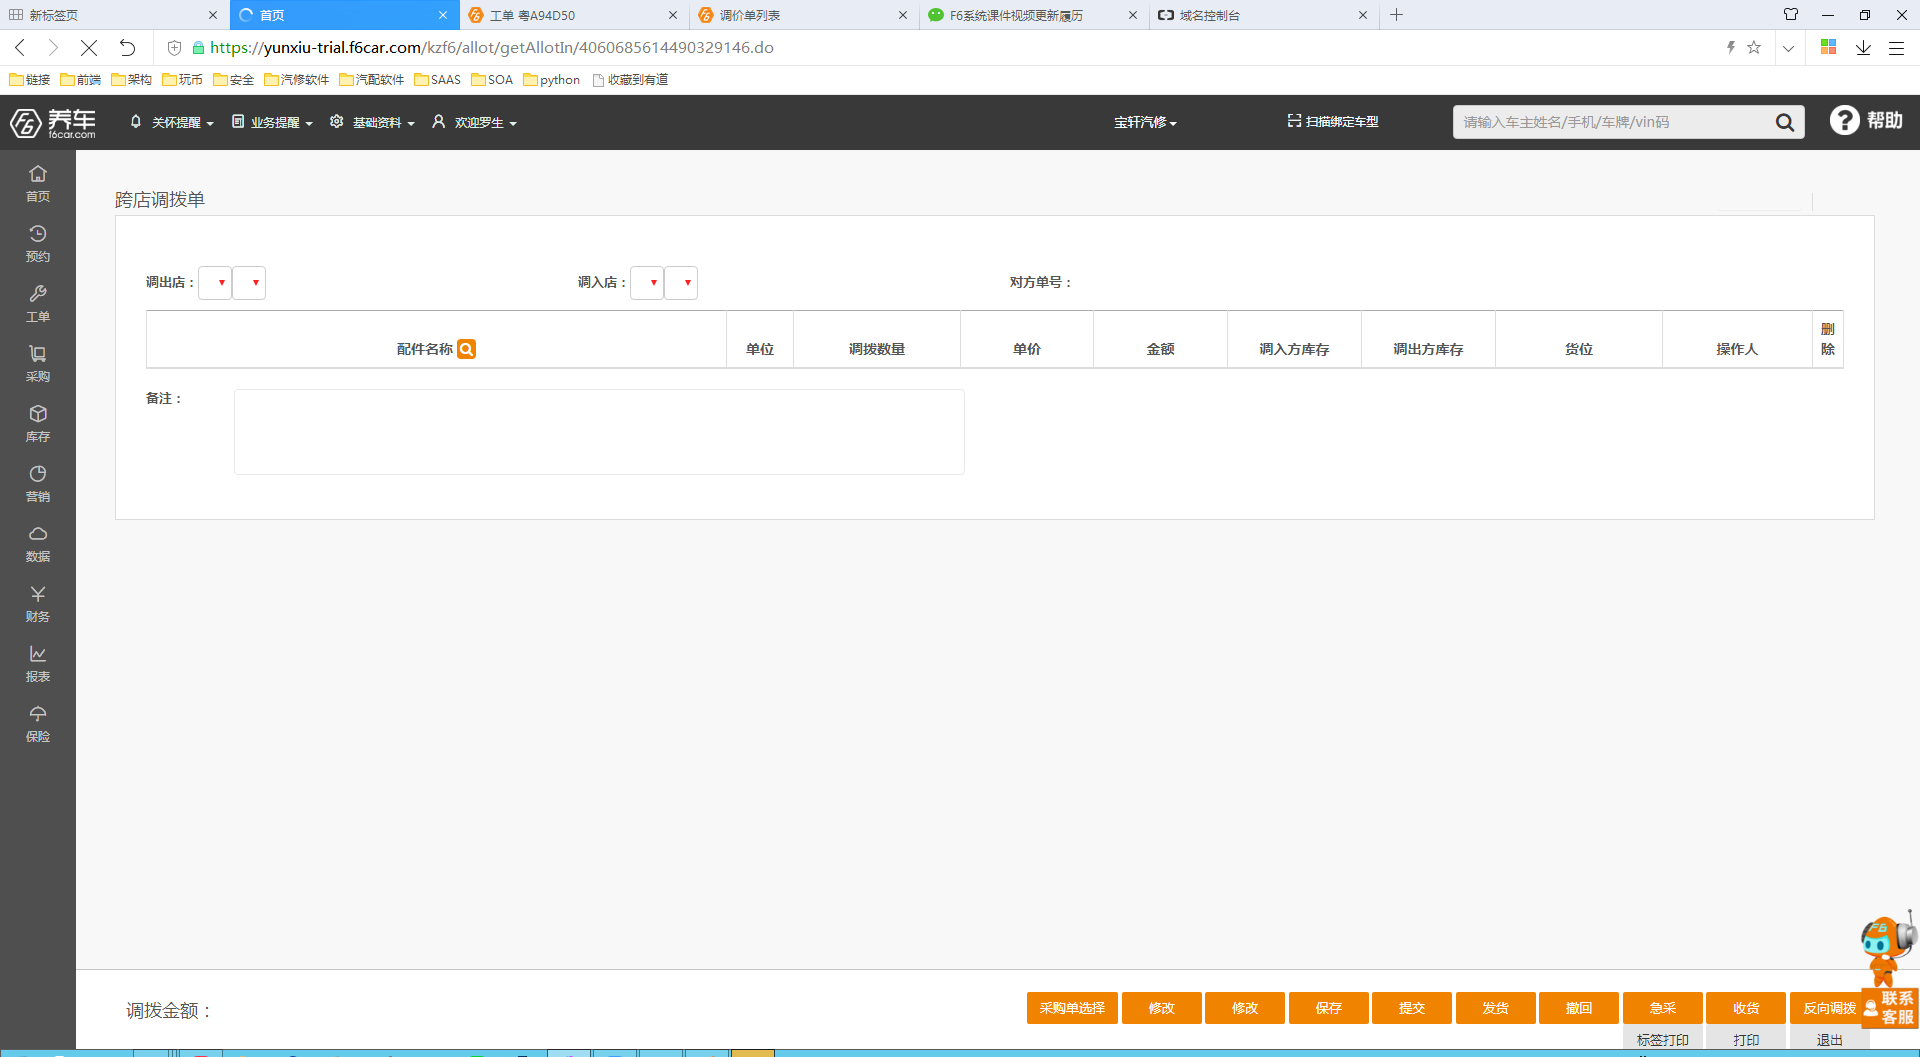 新标签页
首页
工单 粤A94D50
调价单列表
F6系统课件视频更新履历
域名控制台
https://yunxiu-trial.f6car.com/kzf6/allot/getAllotIn/4060685614490329146.do
链接 前端 架构 玩币 安全 汽修软件 汽配软件 SAAS SOA python 收藏到有道
养车
f6car.com
关怀提醒 业务提醒 基础资料 欢迎罗生
宝轩汽修
扫描绑定车型
请输入车主姓名/手机/车牌/vin码
帮助
首页
预约
工单
采购
库存
营销
数据
财务
报表
保险
跨店调拨单
调出店： 调入店： 对方单号：
配件名称 单位 调拨数量 单价 金额 调入方库存 调出方库存 货位 操作人 删除
备注：
调拨金额：
采购单选择 修改 修改 保存 提交 发货 撤回 急采 收货 反向调拨
标签打印 打印 退出
F6
联系
客服